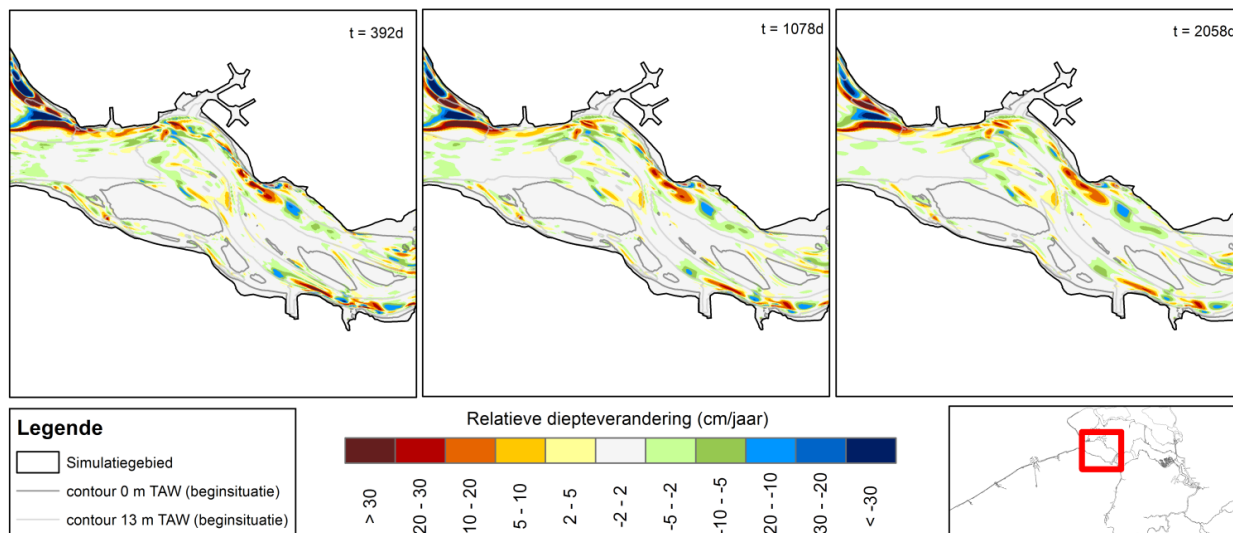 t = 392d
t = 1078d
t = 2058d
Legende
Simulatiegebied
contour 0 m TAW (beginsituatie)
contour 13 m TAW (beginsituatie)
Relatieve diepteverandering (cm/jaar)
> 30
20 - 30
10 - 20
5 - 10
2 - 5
-2 - 2
-5 - -2
-10 - -5
-20 - -10
-30 - -20
< -30